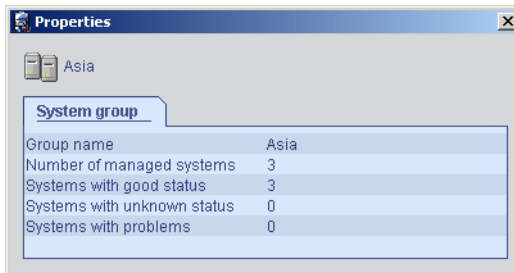 Properties
Asia
System group
Group name Asia
Number of managed systems 3
Systems with good status 3
Systems with unknown status 0
Systems with problems 0